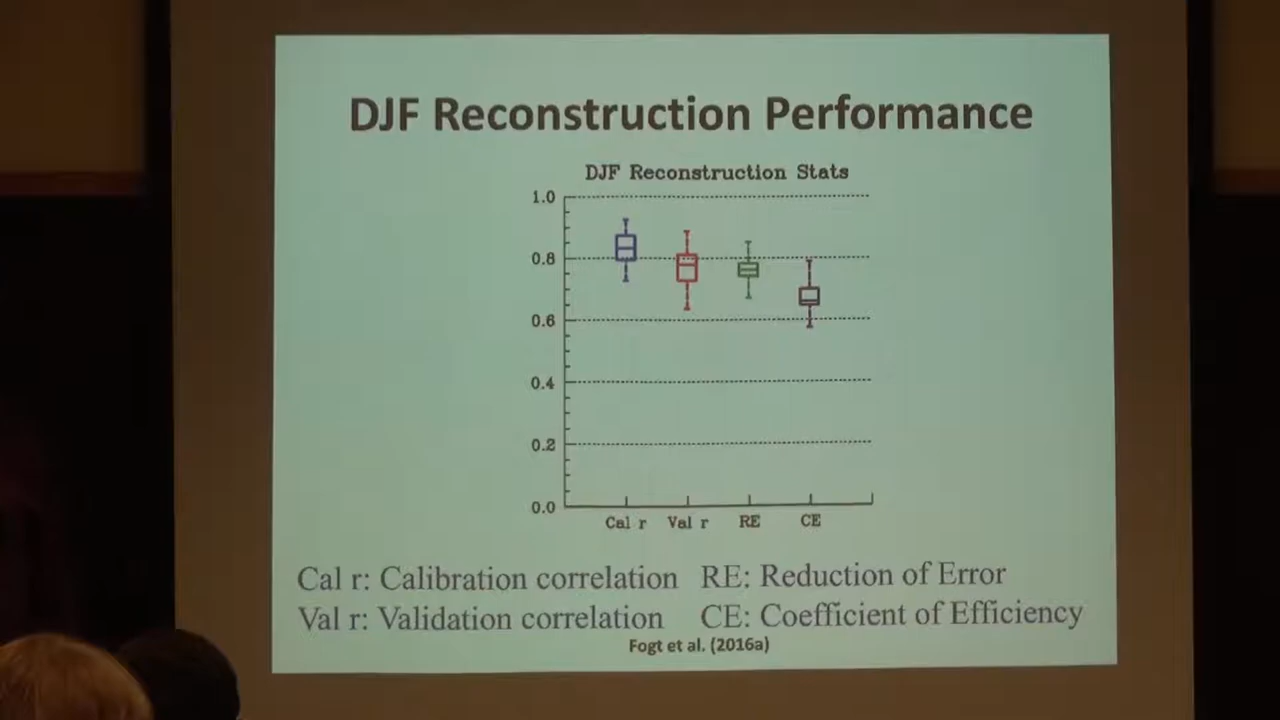 DJF Reconstruction Performance
DJF Reconstruction Stats
1.0
0.8
0.6
0.4
0.2
0.0
Cal r Val r RE CE
Cal r: Calibration correlation RE: Reduction of Error
Val r: Validation correlation CE: Coefficient of Efficiency
Fogt et al. (2016a)